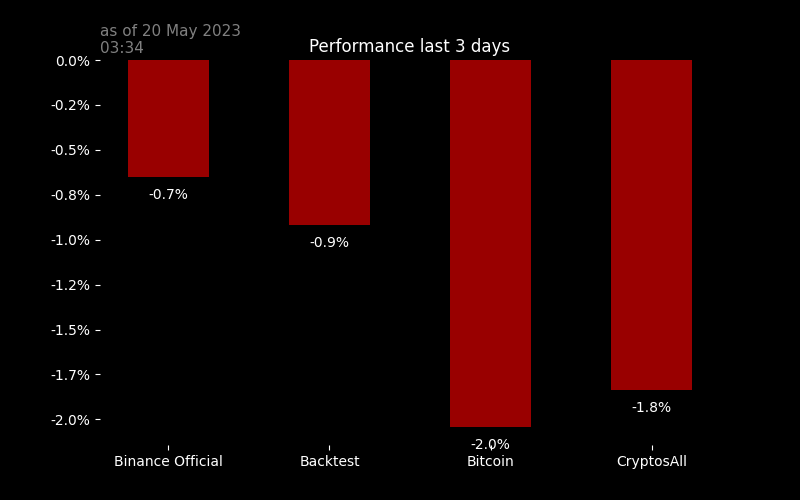 as of 20 May 2023
03:34
Performance last 3 days
0.0%
-0.2%
-0.5%
-0.8%
-1.0%
-1.2%
-1.5%
-1.7%
-2.0%
-0.7%
-0.9%
-2.0%
-1.8%
Binance Official
Backtest
Bitcoin
CryptosAll